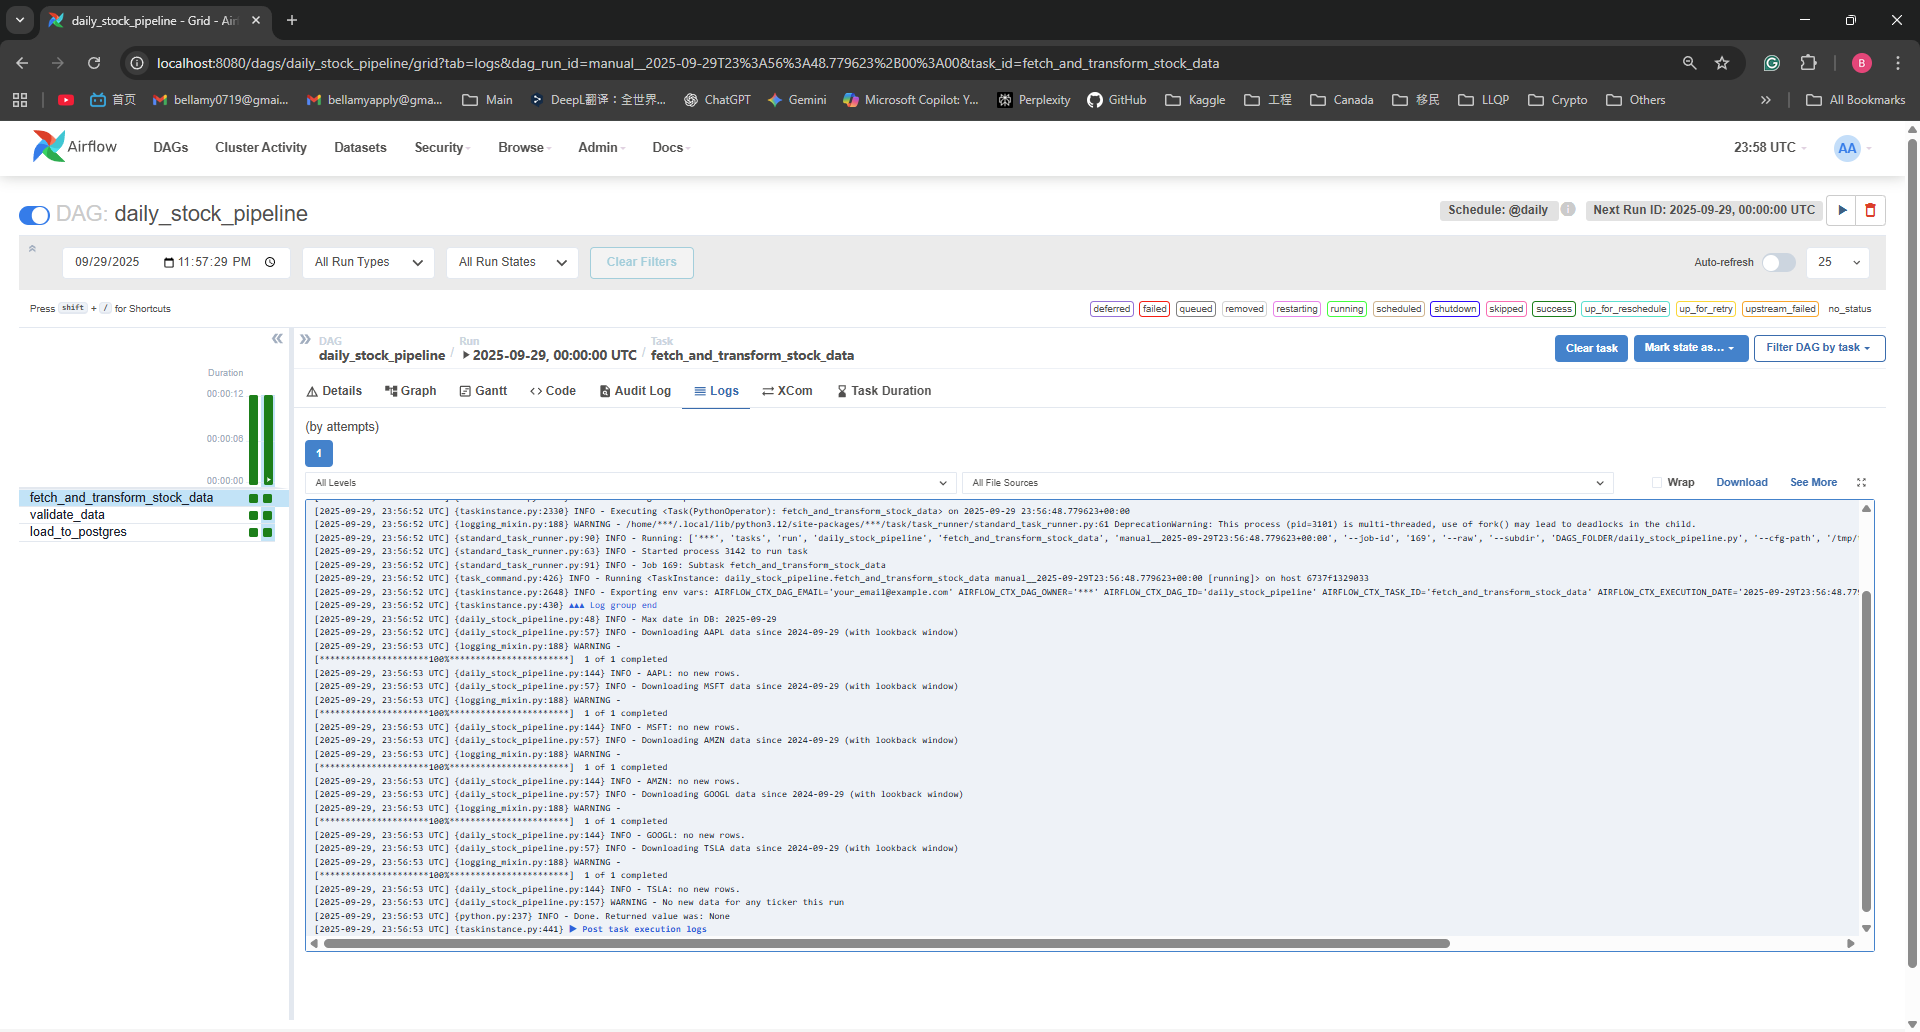 daily_stock_pipeline - Grid - Air
localhost:8080/dags/daily_stock_pipeline/grid?tab=logs&dag_run_id=manual__2025-09-29T23%3A56%3A48.779623%2B00%3A00&task_id=fetch_and_transform_stock_data
B
首页 bellamy0719@gmai... bellamyapply@gma... Main DeepL翻译：全世界... ChatGPT Gemini Microsoft Copilot: Y... Perplexity GitHub Kaggle 工程 Canada 移民 LLQP Crypto Others » All Bookmarks
Airflow DAGs Cluster Activity Datasets Security Browse Admin Docs 23:58 UTC AA
DAG: daily_stock_pipeline Schedule: @daily Next Run ID: 2025-09-29, 00:00:00 UTC
09/29/2025 11:57:29 PM All Run Types All Run States Clear Filters Auto-refresh 25
Press shift + / for Shortcuts deferred failed queued removed restarting running scheduled shutdown skipped success up_for_reschedule up_for_retry upstream_failed no_status
DAG Run Task
daily_stock_pipeline / 2025-09-29, 00:00:00 UTC / fetch_and_transform_stock_data Clear task Mark state as... Filter DAG by task
Duration
00:00:12
00:00:06
00:00:00
fetch_and_transform_stock_data
validate_data
load_to_postgres
Details Graph Gantt Code Audit Log Logs XCom Task Duration
(by attempts)
1
All Levels All File Sources Wrap Download See More
[2025-09-29, 23:56:52 UTC] {taskinstance.py:2330} INFO - Executing <Task(PythonOperator): fetch_and_transform_stock_data> on 2025-09-29 23:56:48.779623+00:00
[2025-09-29, 23:56:52 UTC] {logging_mixin.py:188} WARNING - /home/***/.local/lib/python3.12/site-packages/***/task/task_runner/standard_task_runner.py:61 DeprecationWarning: This process (pid=3101) is multi-threaded, use of fork() may lead to deadlocks in the child.
[2025-09-29, 23:56:52 UTC] {standard_task_runner.py:90} INFO - Running: ['***', 'tasks', 'run', 'daily_stock_pipeline', 'fetch_and_transform_stock_data', 'manual__2025-09-29T23:56:48.779623+00:00', '--job-id', '169', '--raw', '--subdir', 'DAGS_FOLDER/daily_stock_pipeline.py', '--cfg-path', '/tmp/
[2025-09-29, 23:56:52 UTC] {standard_task_runner.py:63} INFO - Started process 3142 to run task
[2025-09-29, 23:56:52 UTC] {standard_task_runner.py:91} INFO - Job 169: Subtask fetch_and_transform_stock_data
[2025-09-29, 23:56:52 UTC] {task_command.py:426} INFO - Running <TaskInstance: daily_stock_pipeline.fetch_and_transform_stock_data manual__2025-09-29T23:56:48.779623+00:00 [running]> on host 6737f1329033
[2025-09-29, 23:56:52 UTC] {taskinstance.py:2648} INFO - Exporting env vars: AIRFLOW_CTX_DAG_EMAIL='your_email@example.com' AIRFLOW_CTX_DAG_OWNER='***' AIRFLOW_CTX_DAG_ID='daily_stock_pipeline' AIRFLOW_CTX_TASK_ID='fetch_and_transform_stock_data' AIRFLOW_CTX_EXECUTION_DATE='2025-09-29T23:56:48.77
[2025-09-29, 23:56:52 UTC] {taskinstance.py:430} ▲▲▲ Log group end
[2025-09-29, 23:56:52 UTC] {daily_stock_pipeline.py:48} INFO - Max date in DB: 2025-09-29
[2025-09-29, 23:56:52 UTC] {daily_stock_pipeline.py:57} INFO - Downloading AAPL data since 2024-09-29 (with lookback window)
[2025-09-29, 23:56:53 UTC] {logging_mixin.py:188} WARNING -
[*********************100%***********************]  1 of 1 completed
[2025-09-29, 23:56:53 UTC] {daily_stock_pipeline.py:144} INFO - AAPL: no new rows.
[2025-09-29, 23:56:53 UTC] {daily_stock_pipeline.py:57} INFO - Downloading MSFT data since 2024-09-29 (with lookback window)
[2025-09-29, 23:56:53 UTC] {logging_mixin.py:188} WARNING -
[*********************100%***********************]  1 of 1 completed
[2025-09-29, 23:56:53 UTC] {daily_stock_pipeline.py:144} INFO - MSFT: no new rows.
[2025-09-29, 23:56:53 UTC] {daily_stock_pipeline.py:57} INFO - Downloading AMZN data since 2024-09-29 (with lookback window)
[2025-09-29, 23:56:53 UTC] {logging_mixin.py:188} WARNING -
[*********************100%***********************]  1 of 1 completed
[2025-09-29, 23:56:53 UTC] {daily_stock_pipeline.py:144} INFO - AMZN: no new rows.
[2025-09-29, 23:56:53 UTC] {daily_stock_pipeline.py:57} INFO - Downloading GOOGL data since 2024-09-29 (with lookback window)
[2025-09-29, 23:56:53 UTC] {logging_mixin.py:188} WARNING -
[*********************100%***********************]  1 of 1 completed
[2025-09-29, 23:56:53 UTC] {daily_stock_pipeline.py:144} INFO - GOOGL: no new rows.
[2025-09-29, 23:56:53 UTC] {daily_stock_pipeline.py:57} INFO - Downloading TSLA data since 2024-09-29 (with lookback window)
[2025-09-29, 23:56:53 UTC] {logging_mixin.py:188} WARNING -
[*********************100%***********************]  1 of 1 completed
[2025-09-29, 23:56:53 UTC] {daily_stock_pipeline.py:144} INFO - TSLA: no new rows.
[2025-09-29, 23:56:53 UTC] {daily_stock_pipeline.py:157} WARNING - No new data for any ticker this run
[2025-09-29, 23:56:53 UTC] {python.py:237} INFO - Done. Returned value was: None
[2025-09-29, 23:56:53 UTC] {taskinstance.py:441} ▶ Post task execution logs